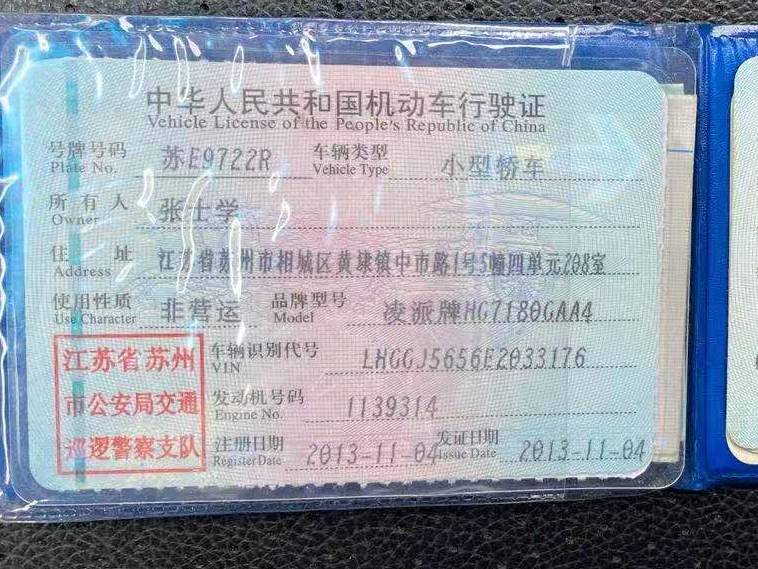 中华人民共和国机动车行驶证
Vehicle License of the People's Republic of China
号牌号码 苏E9722R 车辆类型 小型轿车
Plate No. Vehicle Type
所有人 张士学
Owner
住址 江苏省苏州市相城区黄埭镇中市路1号5幢四单元208室
Address
使用性质 非营运 品牌型号 凌派牌HG7180GAA4
Use Character Model
江苏省苏州
市公安局交通
巡逻警察支队
车辆识别代号 LHGGJ5656E2033176
VIN
发动机号码 1139314
Engine No.
注册日期 2013-11-04 发证日期 2013-11-04
Register Date Issue Date